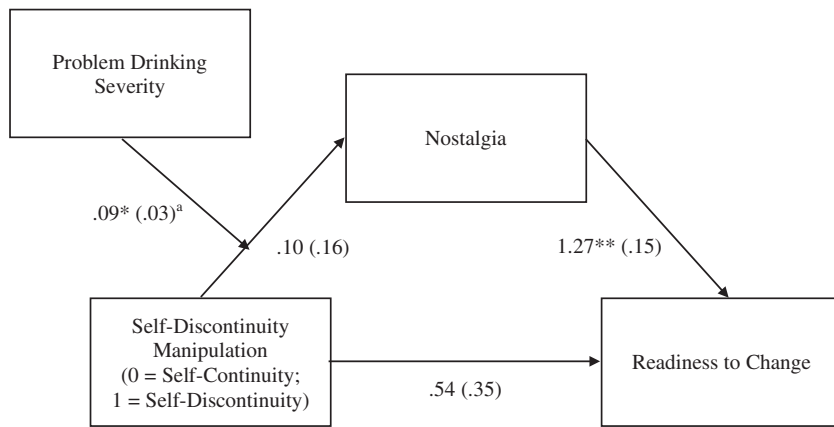 Problem Drinking
Severity
Nostalgia
.09* (.03)a
.10 (.16)
1.27** (.15)
Self-Discontinuity
Manipulation
(0 = Self-Continuity;
1 = Self-Discontinuity)
Readiness to Change
.54 (.35)